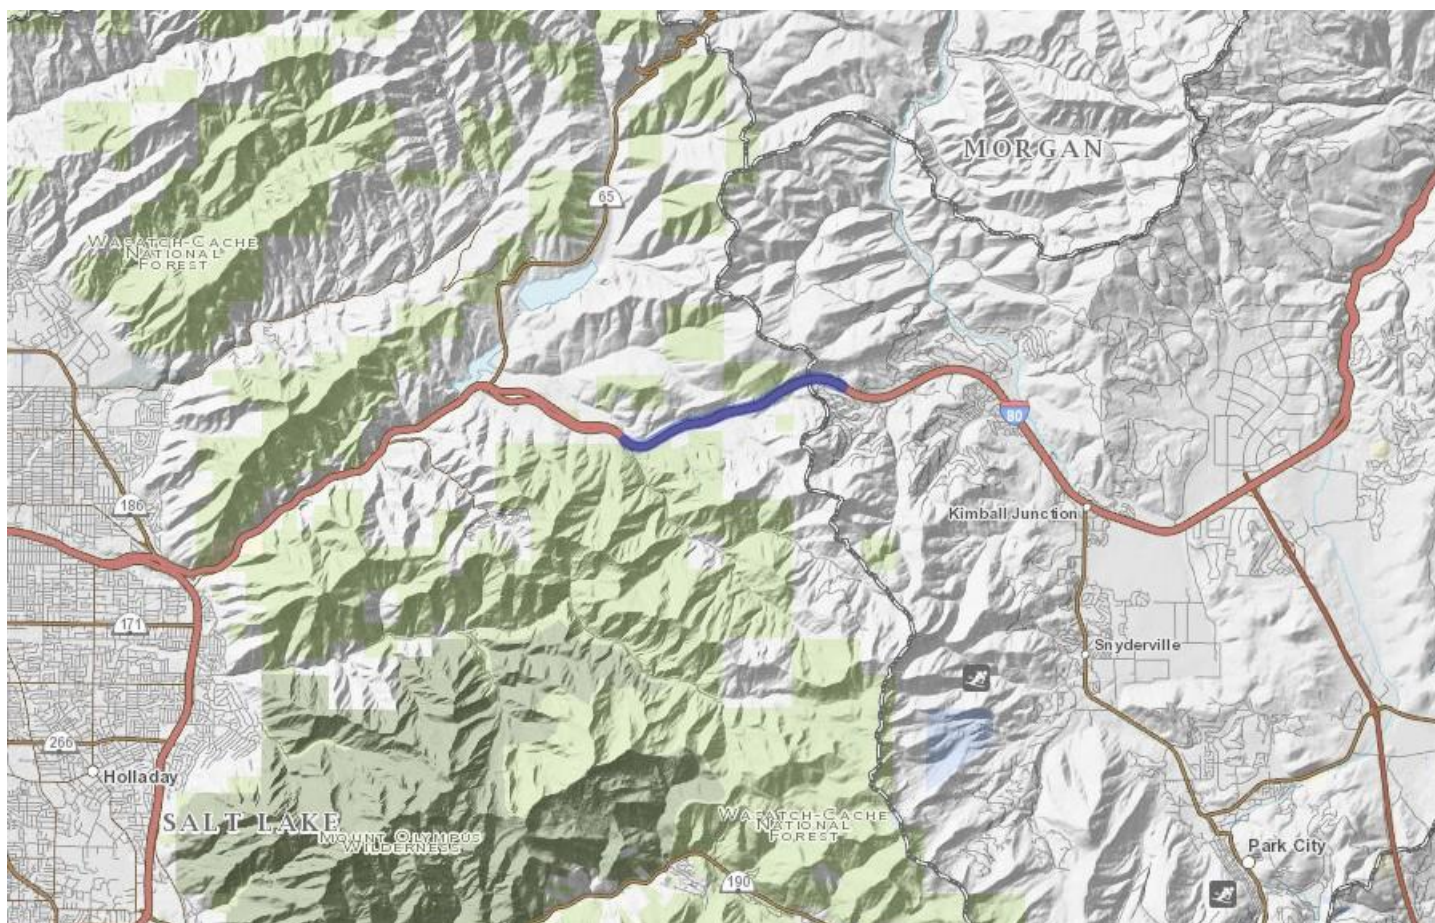 MORGAN
65
WASATCH-CACHE
NATIONAL
FOREST
80
186
Kimball Junction
171
Snyderville
266
Holladay
SALT LAKE
MOUNT OLYMPUS
WILDERNESS
WASATCH-CACHE
NATIONAL
FOREST
Park City
190